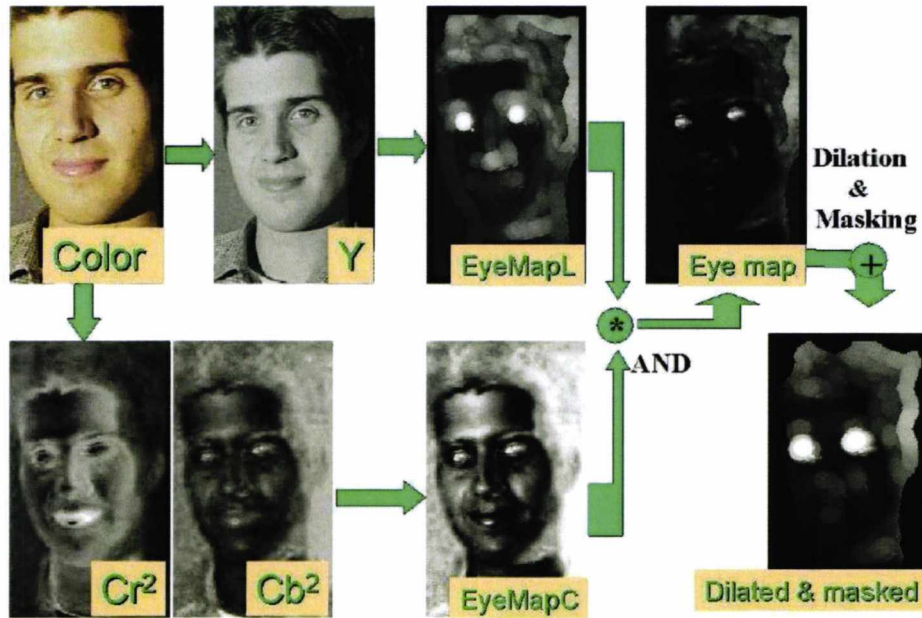 Color
Y
EyeMapL
Eye map
Dilation
&
Masking
+
*
AND
Cr²
Cb²
EyeMapC
Dilated & masked